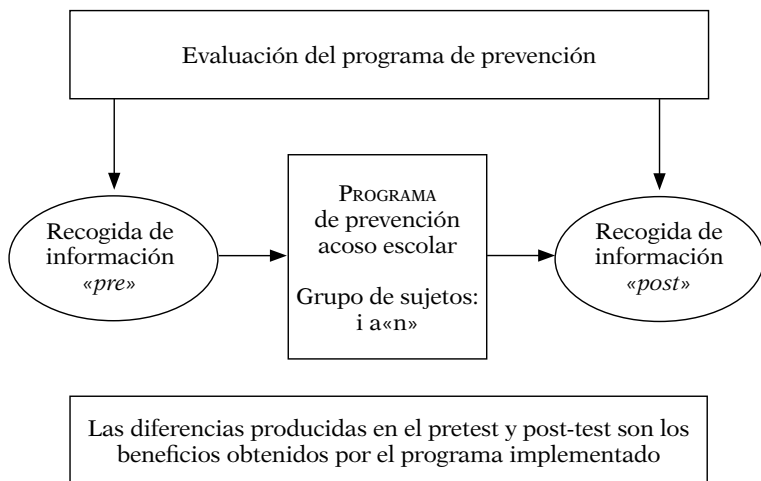 Evaluación del programa de prevención
Recogida de
información
«pre»
PROGRAMA
de prevención
acoso escolar
Grupo de sujetos:
i a«n»
Recogida de
información
«post»
Las diferencias producidas en el pretest y post-test son los
beneficios obtenidos por el programa implementado